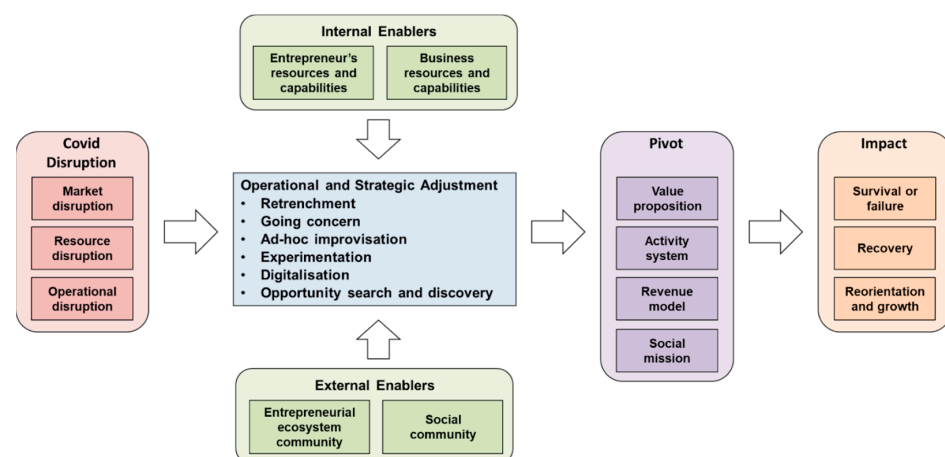 Internal Enablers
Entrepreneur's
resources and
capabilities
Business
resources and
capabilities
Covid
Disruption
Market
disruption
Resource
disruption
Operational
disruption
Operational and Strategic Adjustment
• Retrenchment
• Going concern
• Ad-hoc improvisation
• Experimentation
• Digitalisation
• Opportunity search and discovery
Pivot
Value
proposition
Activity
system
Revenue
model
Social
mission
Impact
Survival or
failure
Recovery
Reorientation
and growth
External Enablers
Entrepreneurial
ecosystem
community
Social
community